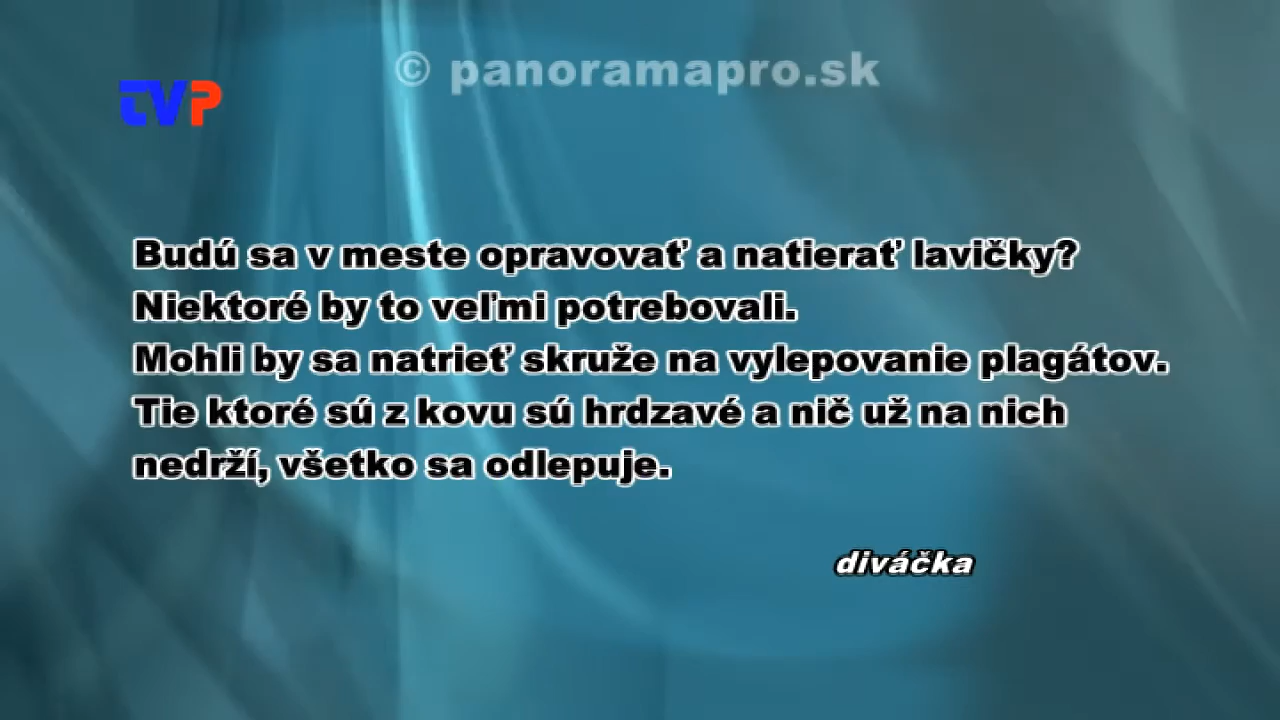 © panoramapro.sk
TVP
Budú sa v meste opravovať a natierať lavičky?
Niektoré by to veľmi potrebovali.
Mohli by sa natrieť skruže na vylepovanie plagátov.
Tie ktoré sú z kovu sú hrdzavé a nič už na nich
nedrží, všetko sa odlepuje.
diváčka